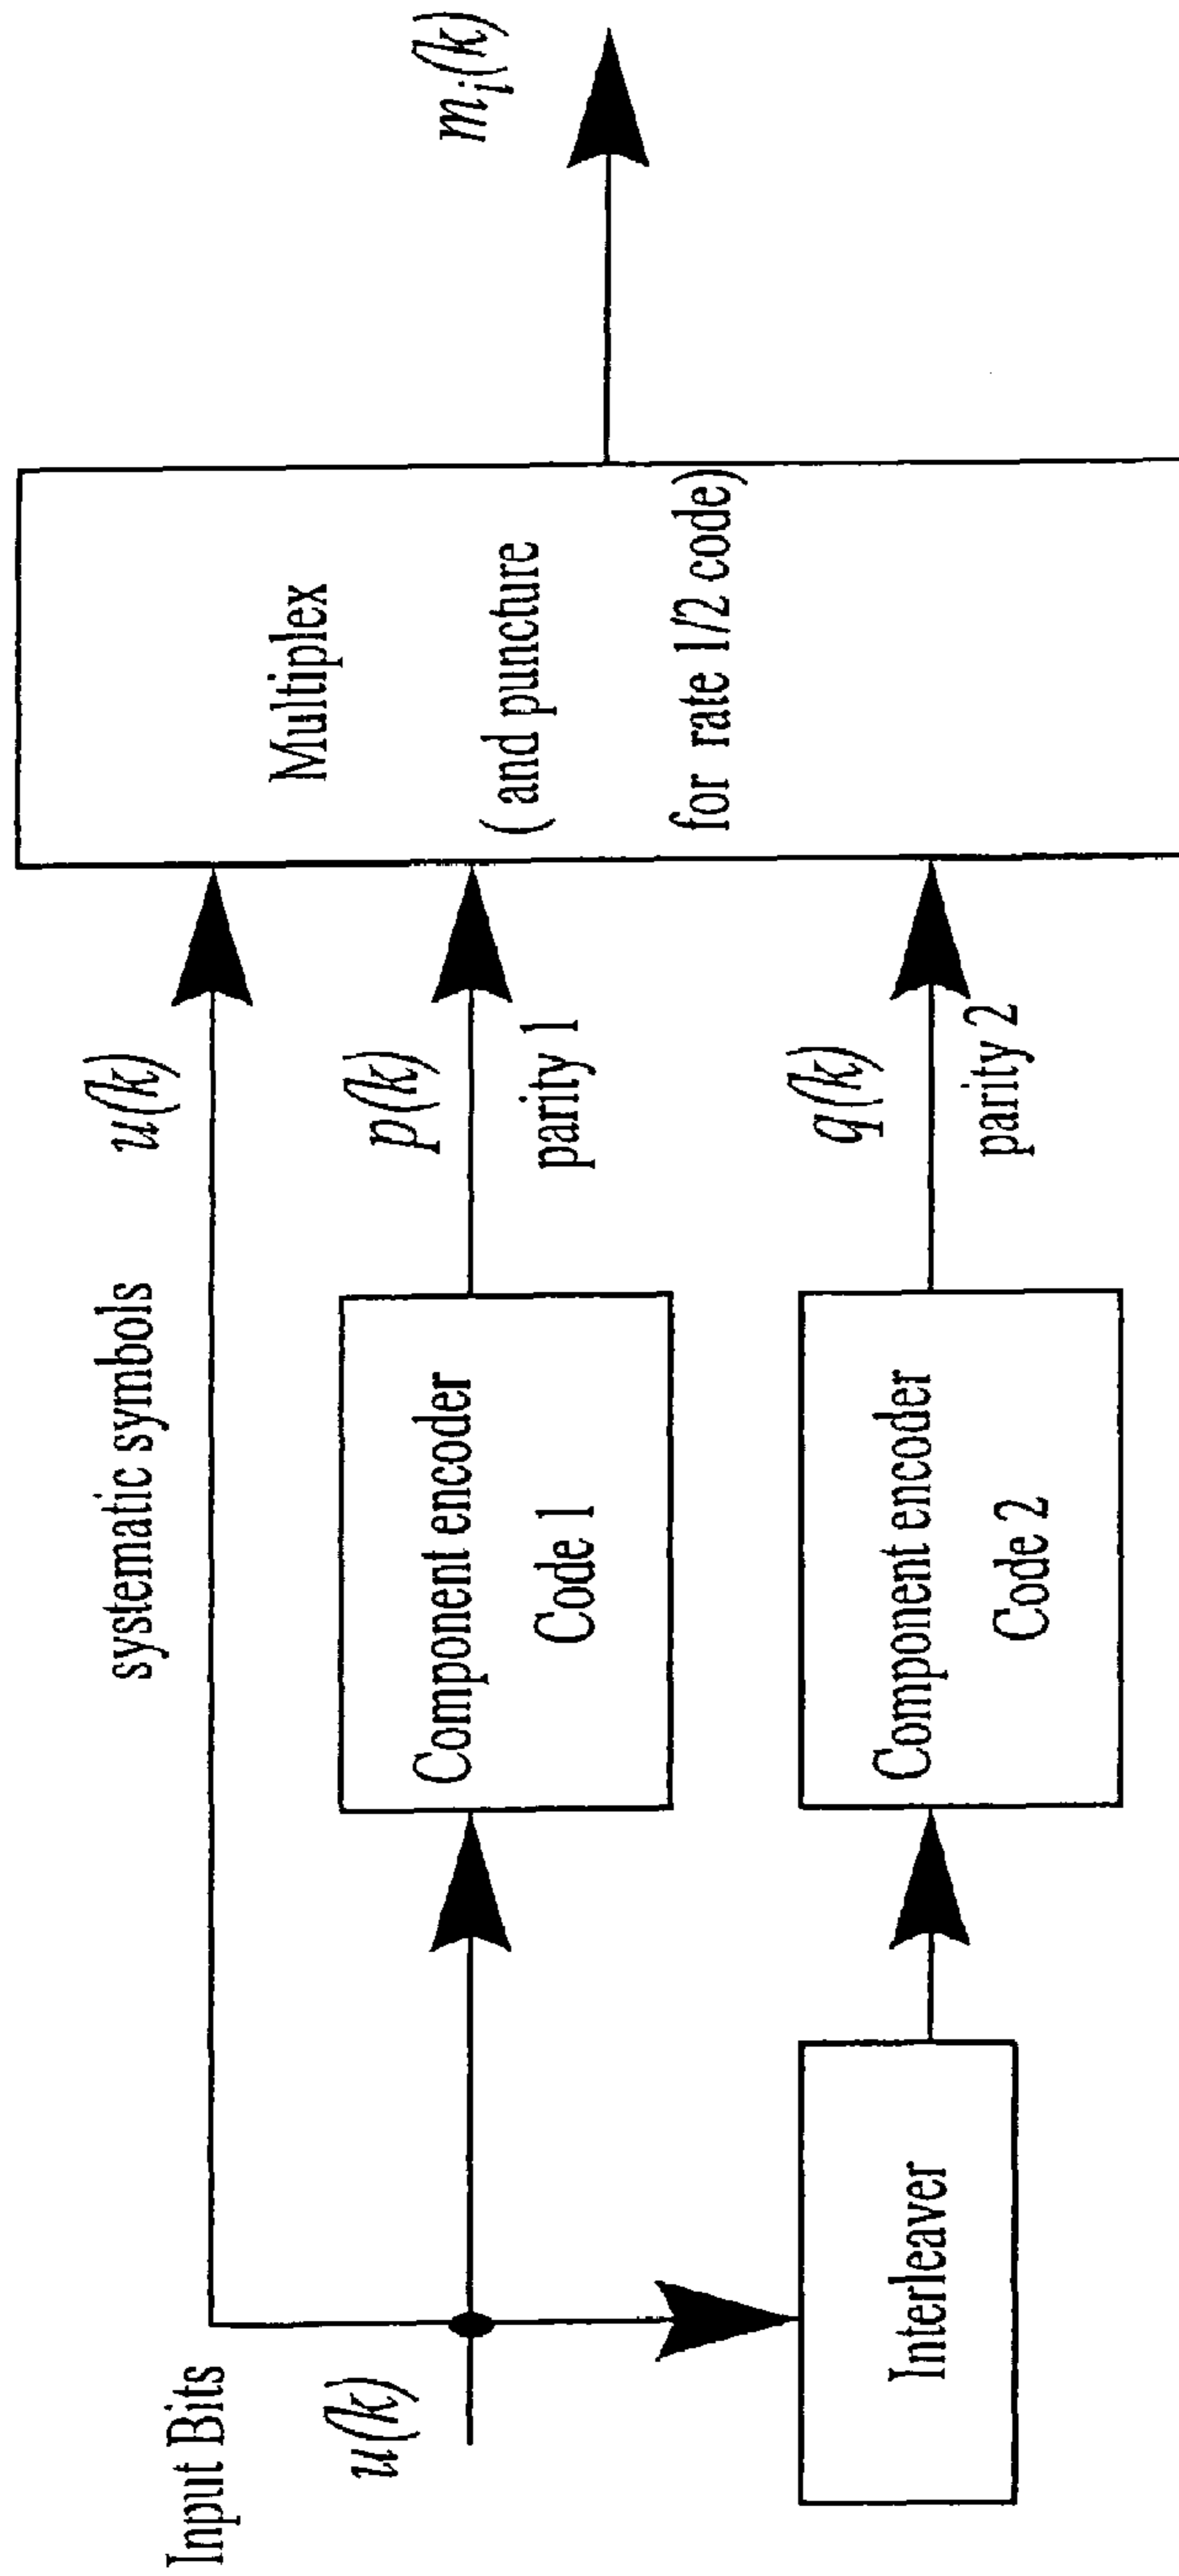 Input Bits
u(k)
systematic symbols
u(k)
Component encoder
Code 1
p(k)
parity 1
Interleaver
Component encoder
Code 2
q(k)
parity 2
Multiplex
( and puncture
for rate 1/2 code)
m_i(k)